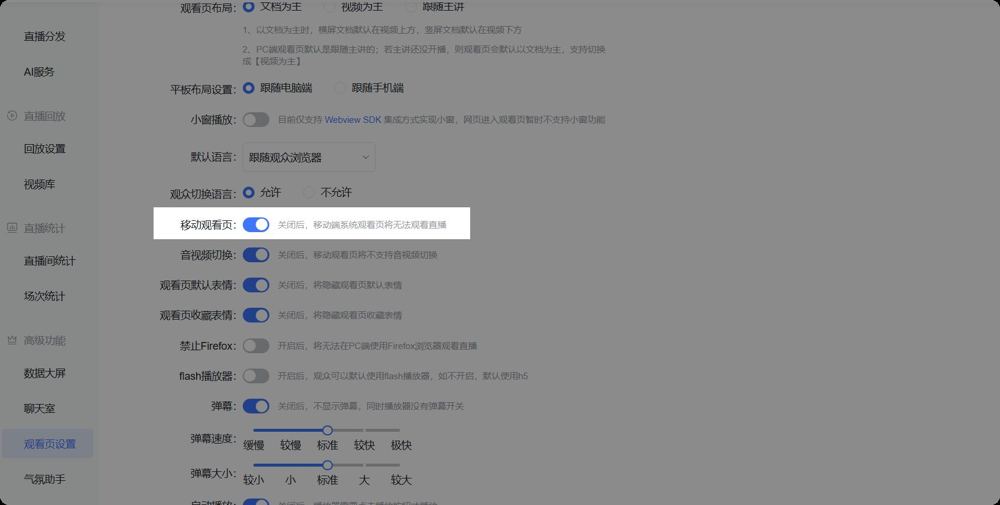 直播分发
AI服务
直播回放
回放设置
视频库
直播统计
直播间统计
场次统计
高级功能
数据大屏
聊天室
观看页设置
气氛助手
观看页布局： 文档为主 视频为主 跟随主讲
1、以文档为主时，横屏文档默认在视频上方，竖屏文档默认在视频下方
2、PC端观看页默认是跟随主讲的；若主讲还没开播，则观看页会默认以文档为主，支持切换
成【视频为主】
平板布局设置： 跟随电脑端 跟随手机端
小窗播放： 目前仅支持 Webview SDK 集成方式实现小窗，网页进入观看页暂时不支持小窗功能
默认语言： 跟随观众浏览器
观众切换语言： 允许 不允许
移动观看页： 关闭后，移动端系统观看页将无法观看直播
音视频切换： 关闭后，移动观看页将不支持音视频切换
观看页默认表情： 关闭后，将隐藏观看页默认表情
观看页收藏表情： 关闭后，将隐藏观看页收藏表情
禁止Firefox： 开启后，将无法在PC端使用Firefox浏览器观看直播
flash播放器： 开启后，观众可以默认使用flash播放器，如不开启，默认使用h5
弹幕： 关闭后，不显示弹幕，同时播放器没有弹幕开关
弹幕速度： 缓慢 较慢 标准 较快 极快
弹幕大小： 较小 小 标准 大 较大
自动播放： 关闭后，播放器需要点击播放按钮才播放